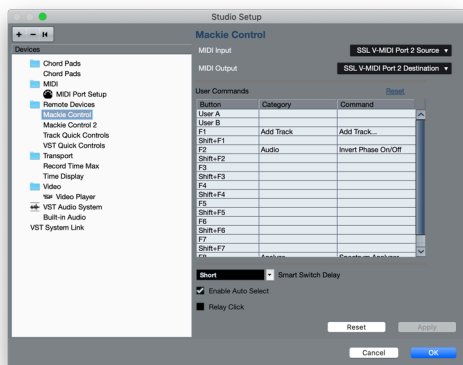 Studio Setup
+ −
Devices
Chord Pads
Chord Pads
MIDI
MIDI Port Setup
Remote Devices
Mackie Control
Mackie Control 2
Track Quick Controls
VST Quick Controls
Transport
Record Time Max
Time Display
Video
Video Player
VST Audio System
Built-in Audio
VST System Link
Mackie Control
MIDI Input SSL V-MIDI Port 2 Source
MIDI Output SSL V-MIDI Port 2 Destination
User Commands Reset
Button Category Command
User A
User B
F1 Add Track Add Track...
Shift+F1
F2 Audio Invert Phase On/Off
Shift+F2
F3
Shift+F3
F4
Shift+F4
F5
Shift+F5
F6
Shift+F6
F7
Shift+F7
F8 Analyze Spectrum Analyzer
Short Smart Switch Delay
Enable Auto Select
Relay Click
Reset Apply
Cancel OK